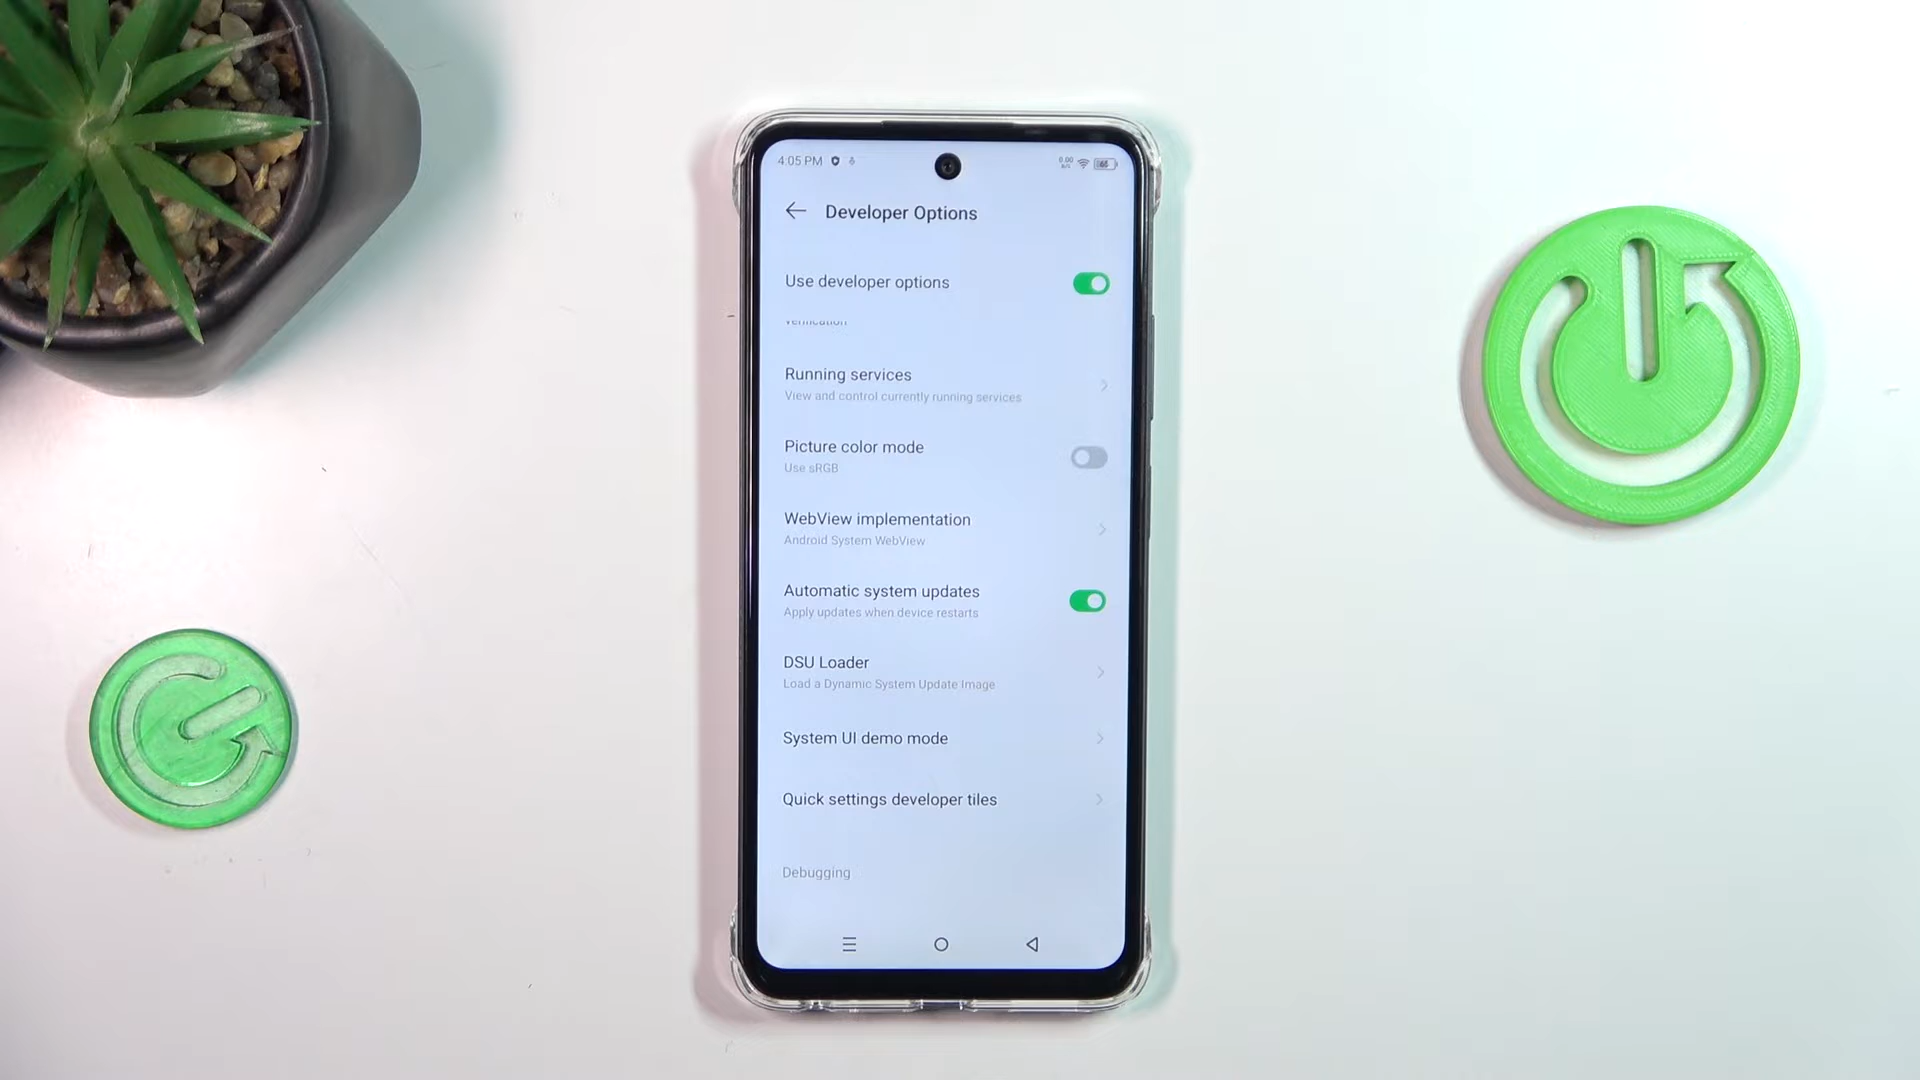 4:05 PM
Developer Options
Use developer options
verification
Running services
View and control currently running services
Picture color mode
Use sRGB
WebView implementation
Android System WebView
Automatic system updates
Apply updates when device restarts
DSU Loader
Load a Dynamic System Update Image
System UI demo mode
Quick settings developer tiles
Debugging